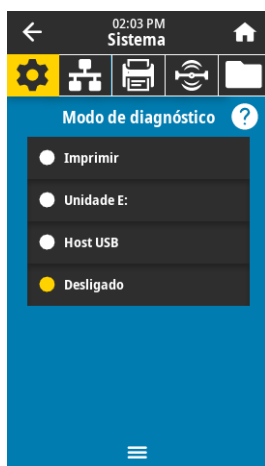 02:03 PM
Sistema
Modo de diagnóstico
?
Imprimir
Unidade E:
Host USB
Desligado